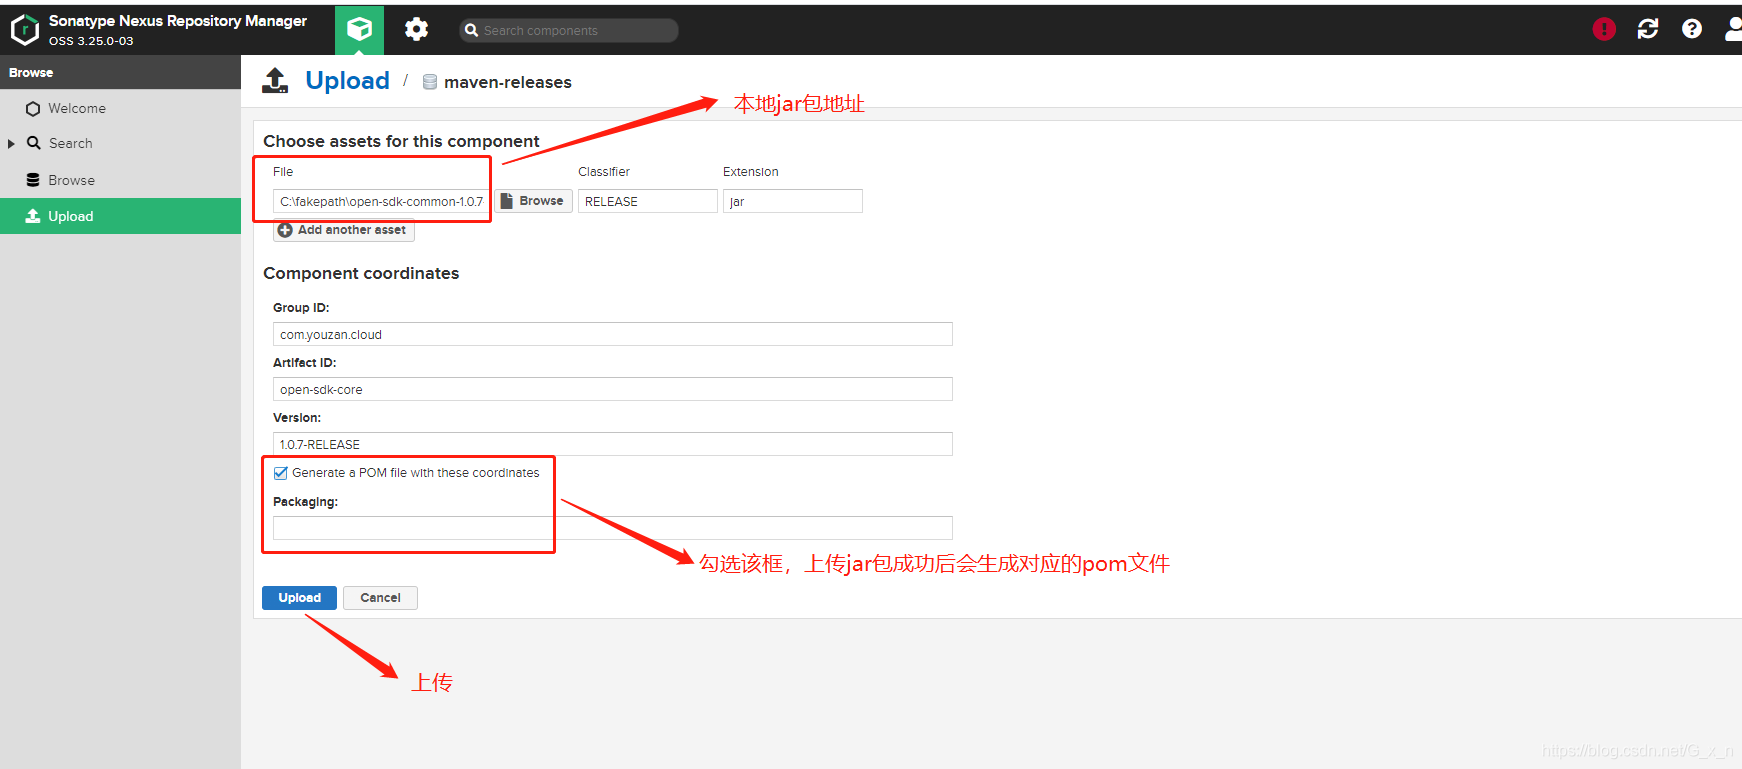 Sonatype Nexus Repository Manager
OSS 3.25.0-03
Search components
Browse
Welcome
Search
Browse
Upload
Upload / maven-releases
本地jar包地址
Choose assets for this component
File Classifier Extension
C:\fakepath\open-sdk-common-1.0.7- Browse RELEASE jar
Add another asset
Component coordinates
Group ID:
com.youzan.cloud
Artifact ID:
open-sdk-core
Version:
1.0.7-RELEASE
Generate a POM file with these coordinates
Packaging:
勾选该框，上传jar包成功后会生成对应的pom文件
Upload Cancel
上传
https://blog.csdn.net/G_x_n